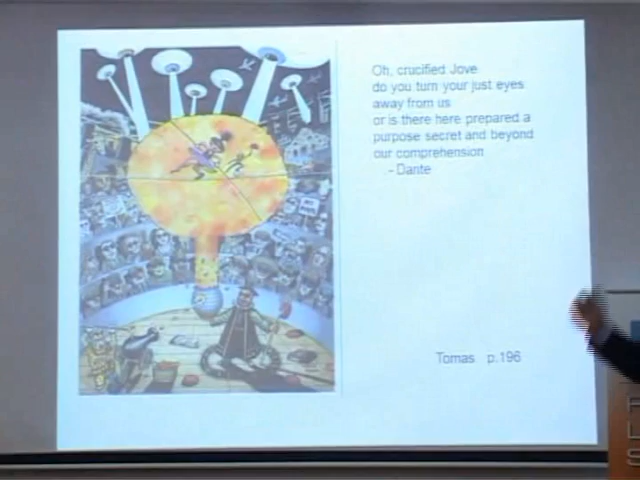 Oh, crucified Jove
do you turn your just eyes
away from us
or is there here prepared a
purpose secret and beyond
our comprehension
- Dante
Tomas p.196